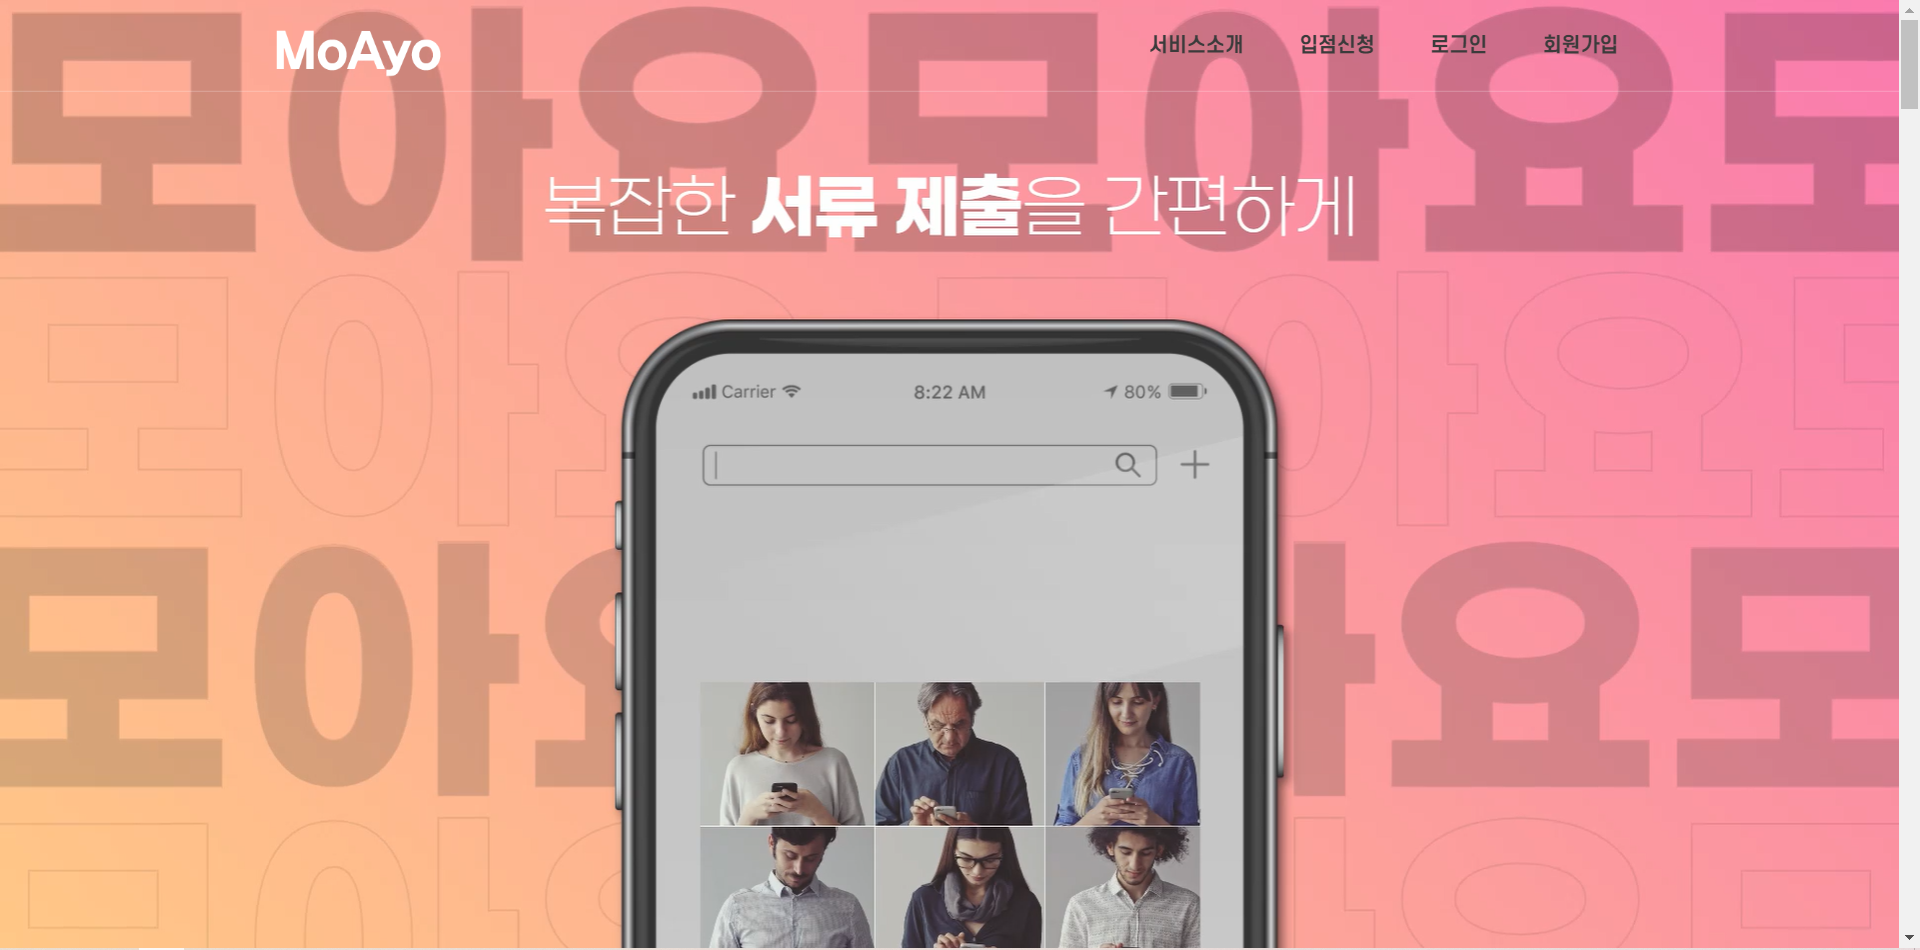 MoAyo
서비스소개 입점신청 로그인 회원가입
모아요모아요모
복잡한 서류 제출을 간편하게
모아요모아요모
Carrier 8:22 AM 80%
모아요아요모
모아요아요모